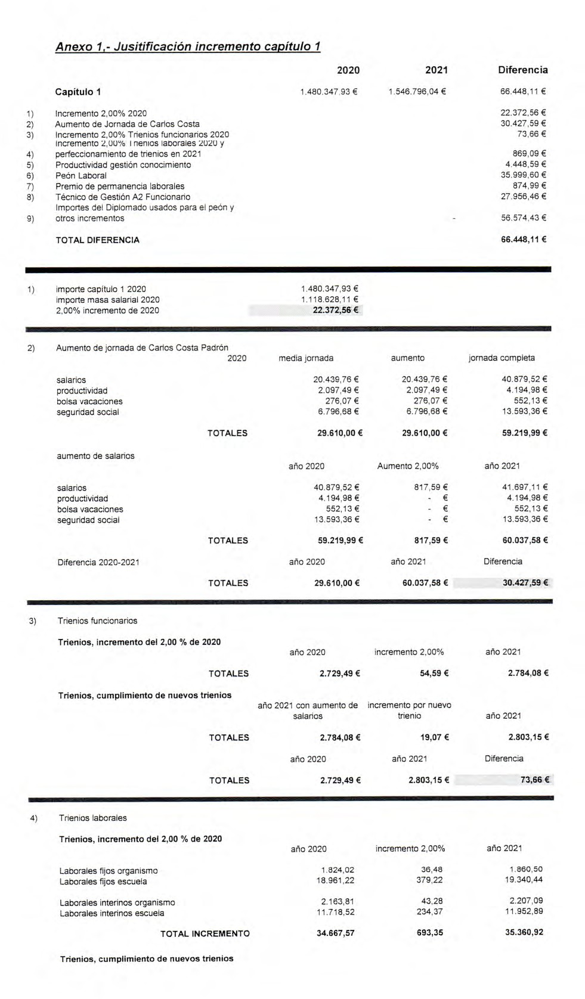 Anexo 1,- Jusitificación incremento capítulo 1
2020 2021 Diferencia
Capítulo 1 1.480.347,93 € 1.546.796,04 € 66.448,11 €
1) Incremento 2,00% 2020 22.372,56 €
2) Aumento de Jornada de Carlos Costa 30.427,59 €
3) Incremento 2,00% Trienios funcionarios 2020 73,66 €
Incremento 2,00% Trienios laborales 2020 y
4) perfeccionamiento de trienios en 2021 869,09 €
5) Productividad gestión conocimiento 4.448,59 €
6) Peón Laboral 35.999,60 €
7) Premio de permanencia laborales 874,99 €
8) Técnico de Gestión A2 Funcionario 27.956,46 €
Importes del Diplomado usados para el peón y
9) otros incrementos - 56.574,43 €
TOTAL DIFERENCIA 66.448,11 €
1) importe capítulo 1 2020 1.480.347,93 €
importe masa salarial 2020 1.118.628,11 €
2,00% incremento de 2020 22.372,56 €
2) Aumento de jornada de Carlos Costa Padrón
2020 media jornada aumento jornada completa
salarios 20.439,76 € 20.439,76 € 40.879,52 €
productividad 2.097,49 € 2.097,49 € 4.194,98 €
bolsa vacaciones 276,07 € 276,07 € 552,13 €
seguridad social 6.796,68 € 6.796,68 € 13.593,36 €
TOTALES 29.610,00 € 29.610,00 € 59.219,99 €
aumento de salarios
año 2020 Aumento 2,00% año 2021
salarios 40.879,52 € 817,59 € 41.697,11 €
productividad 4.194,98 € - € 4.194,98 €
bolsa vacaciones 552,13 € - € 552,13 €
seguridad social 13.593,36 € - € 13.593,36 €
TOTALES 59.219,99 € 817,59 € 60.037,58 €
Diferencia 2020-2021 año 2020 año 2021 Diferencia
TOTALES 29.610,00 € 60.037,58 € 30.427,59 €
3) Trienios funcionarios
Trienios, incremento del 2,00 % de 2020
año 2020 incremento 2,00% año 2021
TOTALES 2.729,49 € 54,59 € 2.784,08 €
Trienios, cumplimiento de nuevos trienios
año 2021 con aumento de incremento por nuevo
salarios trienio año 2021
TOTALES 2.784,08 € 19,07 € 2.803,15 €
año 2020 año 2021 Diferencia
TOTALES 2.729,49 € 2.803,15 € 73,66 €
4) Trienios laborales
Trienios, incremento del 2,00 % de 2020
año 2020 incremento 2,00% año 2021
Laborales fijos organismo 1.824,02 36,48 1.860,50
Laborales fijos escuela 18.961,22 379,22 19.340,44
Laborales interinos organismo 2.163,81 43,28 2.207,09
Laborales interinos escuela 11.718,52 234,37 11.952,89
TOTAL INCREMENTO 34.667,57 693,35 35.360,92
Trienios, cumplimiento de nuevos trienios